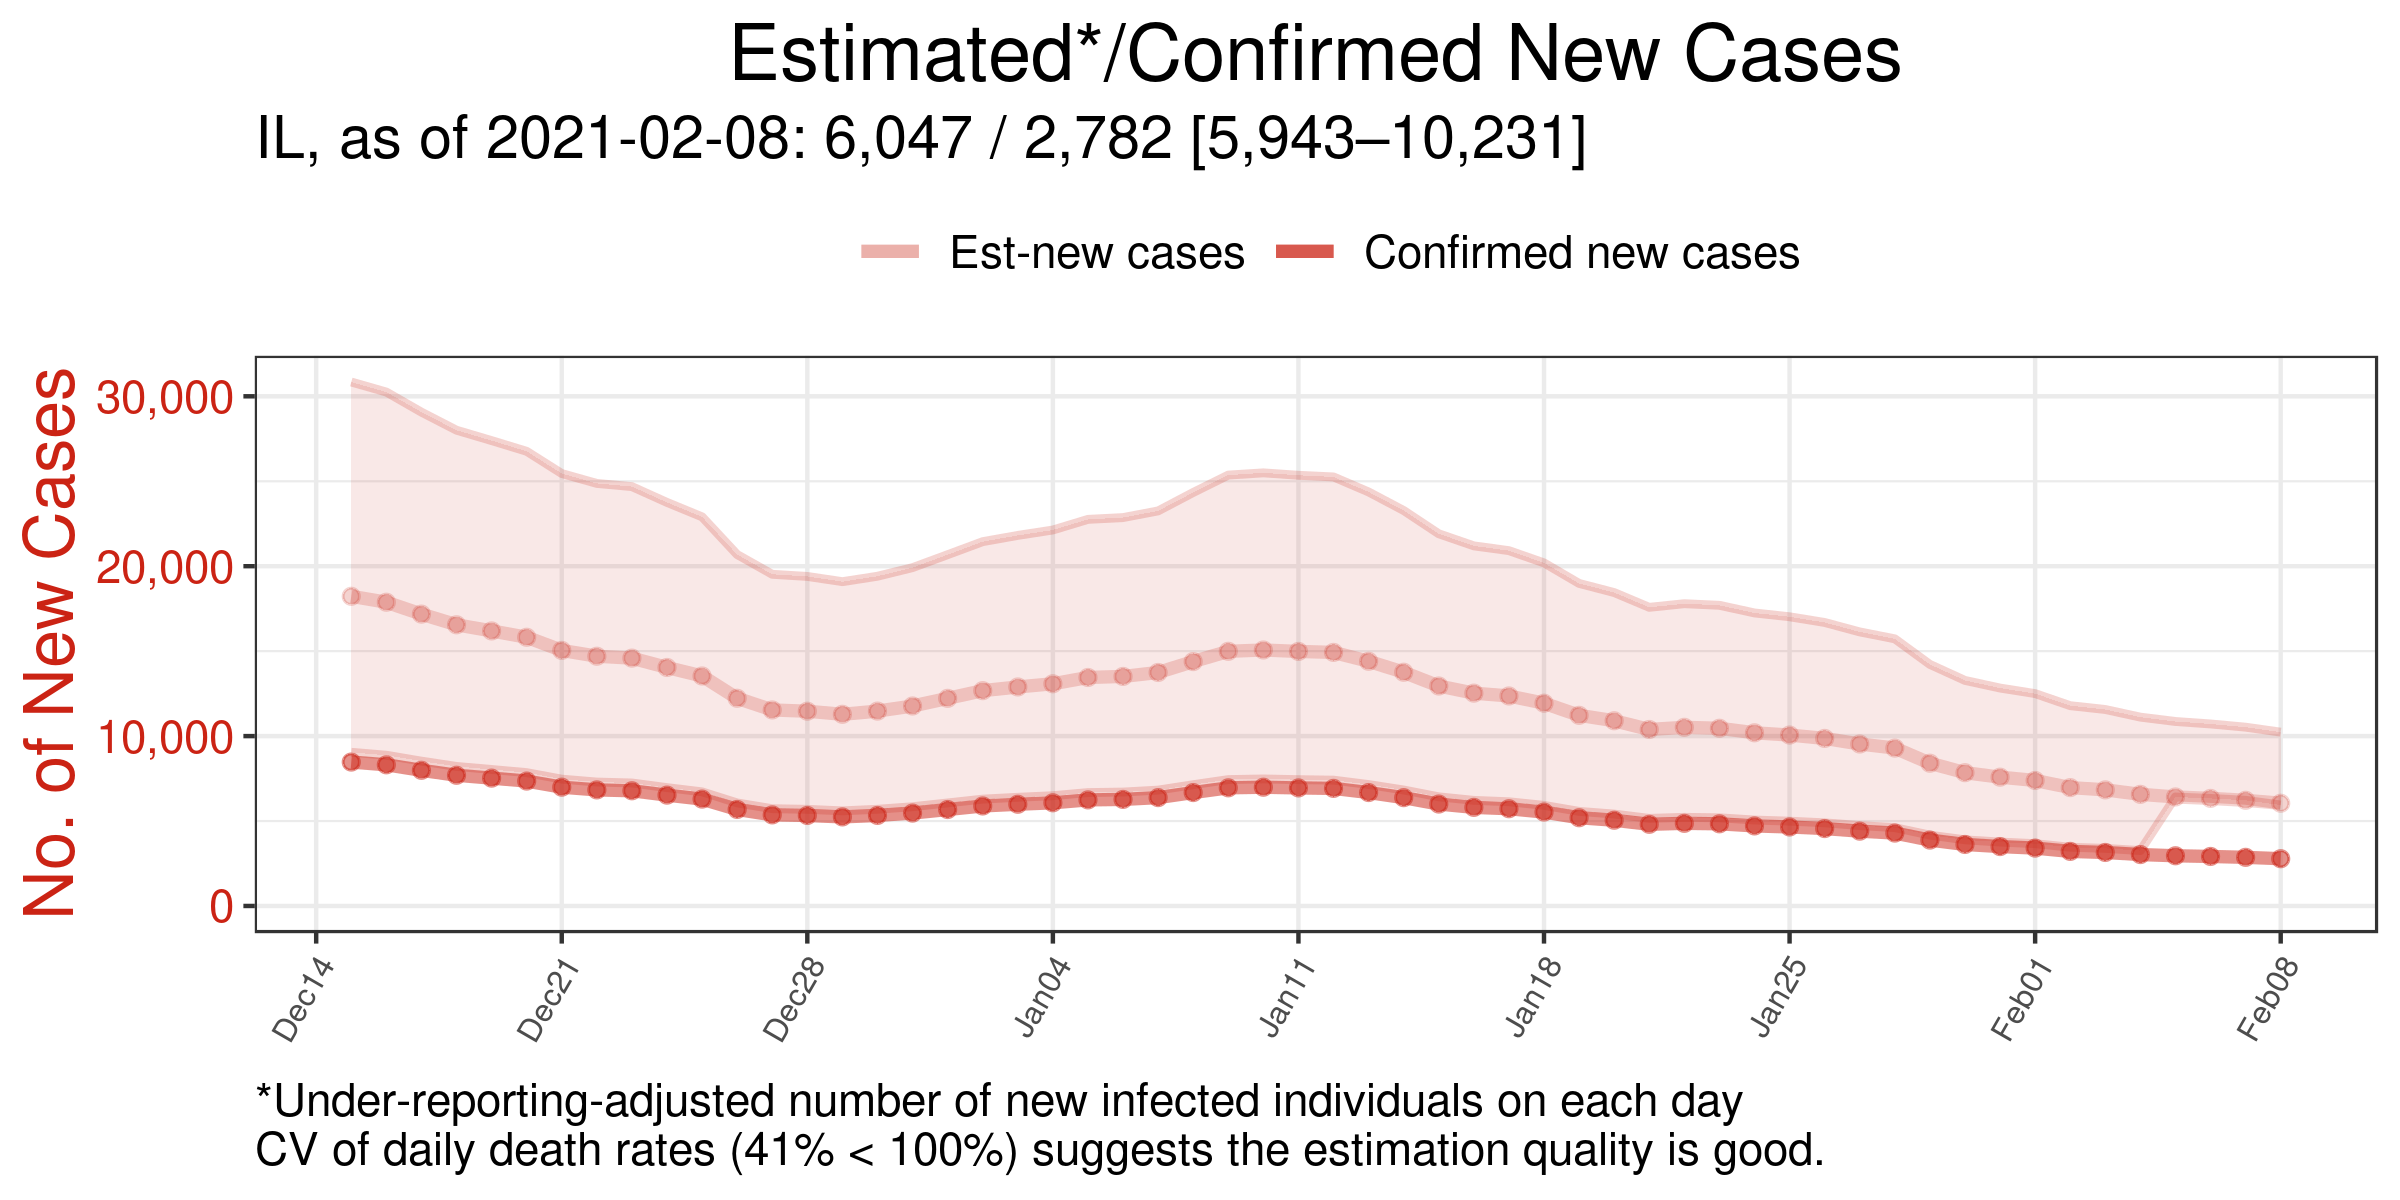 Estimated*/Confirmed New Cases
IL, as of 2021-02-08: 6,047 / 2,782 [5,943–10,231]
Est-new cases Confirmed new cases
No. of New Cases
30,000
20,000
10,000
0
Dec14 Dec21 Dec28 Jan04 Jan11 Jan18 Jan25 Feb01 Feb08
*Under-reporting-adjusted number of new infected individuals on each day
CV of daily death rates (41% < 100%) suggests the estimation quality is good.